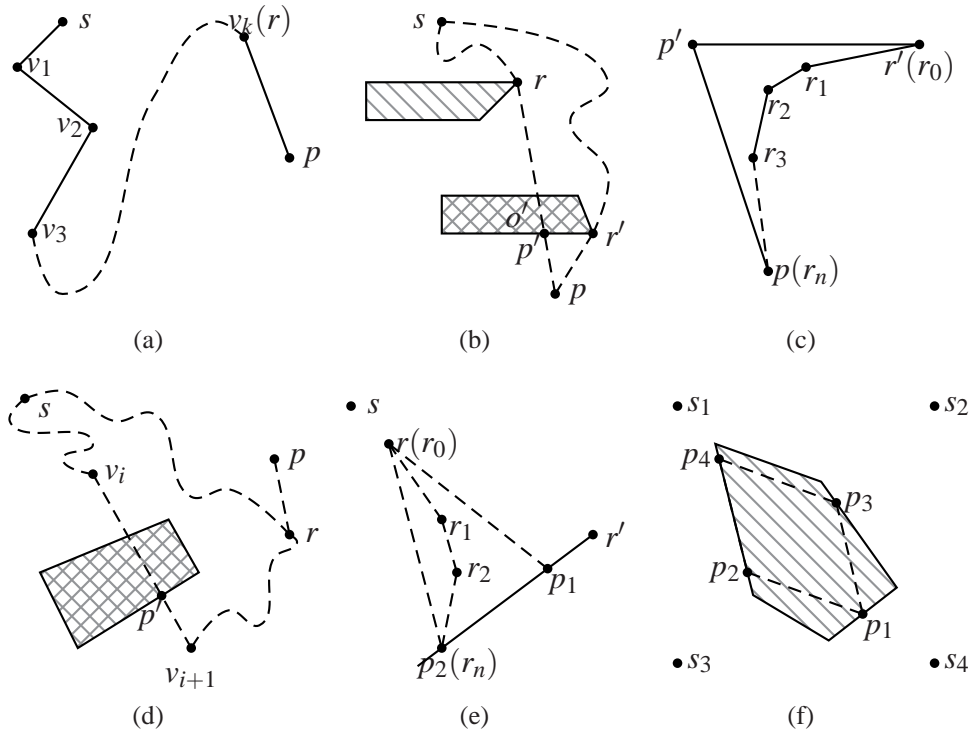 s
v₁
v₂
v₃
vₖ(r)
p
(a)
s
r
o′
p′
r′
p
(b)
p′
r′(r₀)
r₁
r₂
r₃
p(rₙ)
(c)
s
vᵢ
p
r
p′
vᵢ₊₁
(d)
s
r(r₀)
r₁
r₂
r′
p₁
p₂(rₙ)
(e)
s₁
s₂
p₄
p₃
p₂
p₁
s₃
s₄
(f)